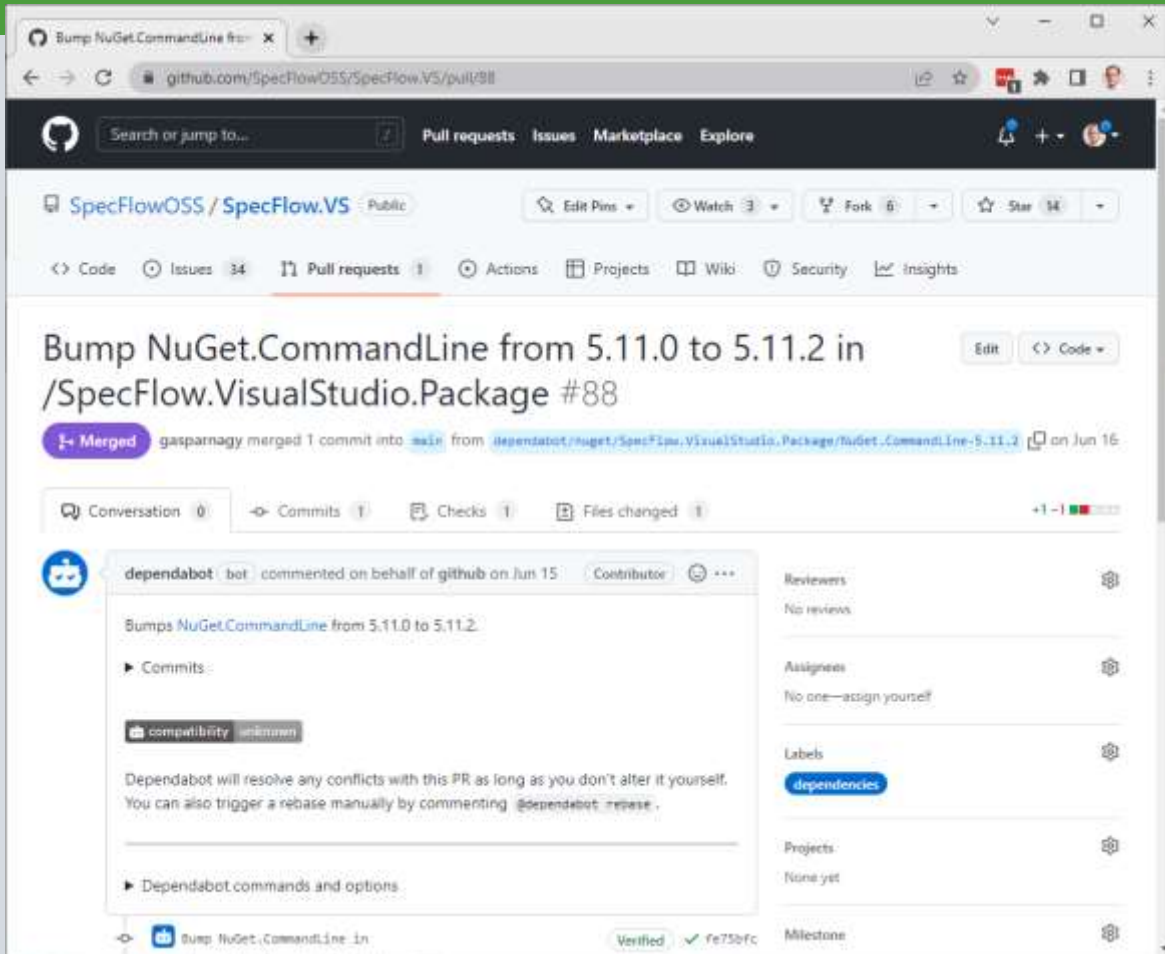 Bump NuGet.CommandLine from
github.com/SpecFlowOSS/SpecFlow.VS/pull/88
Search or jump to... / Pull requests Issues Marketplace Explore
SpecFlowOSS / SpecFlow.VS Public Edit Pins Watch 3 Fork 6 Star 14
<> Code Issues 34 Pull requests 1 Actions Projects Wiki Security Insights
Bump NuGet.CommandLine from 5.11.0 to 5.11.2 in
/SpecFlow.VisualStudio.Package #88
Edit <> Code
Merged gasparnagy merged 1 commit into main from dependabot/nuget/SpecFlow.VisualStudio.Package/NuGet.CommandLine-5.11.2 on Jun 16
Conversation 0 Commits 1 Checks 1 Files changed 1 +1 −1
dependabot bot commented on behalf of github on Jun 15 Contributor ...
Bumps NuGet.CommandLine from 5.11.0 to 5.11.2.
Commits
compatibility unknown
Dependabot will resolve any conflicts with this PR as long as you don't alter it yourself.
You can also trigger a rebase manually by commenting @dependabot rebase .
Dependabot commands and options
Bump NuGet.CommandLine in Verified fe75bfc
Reviewers
No reviews
Assignees
No one—assign yourself
Labels
dependencies
Projects
None yet
Milestone